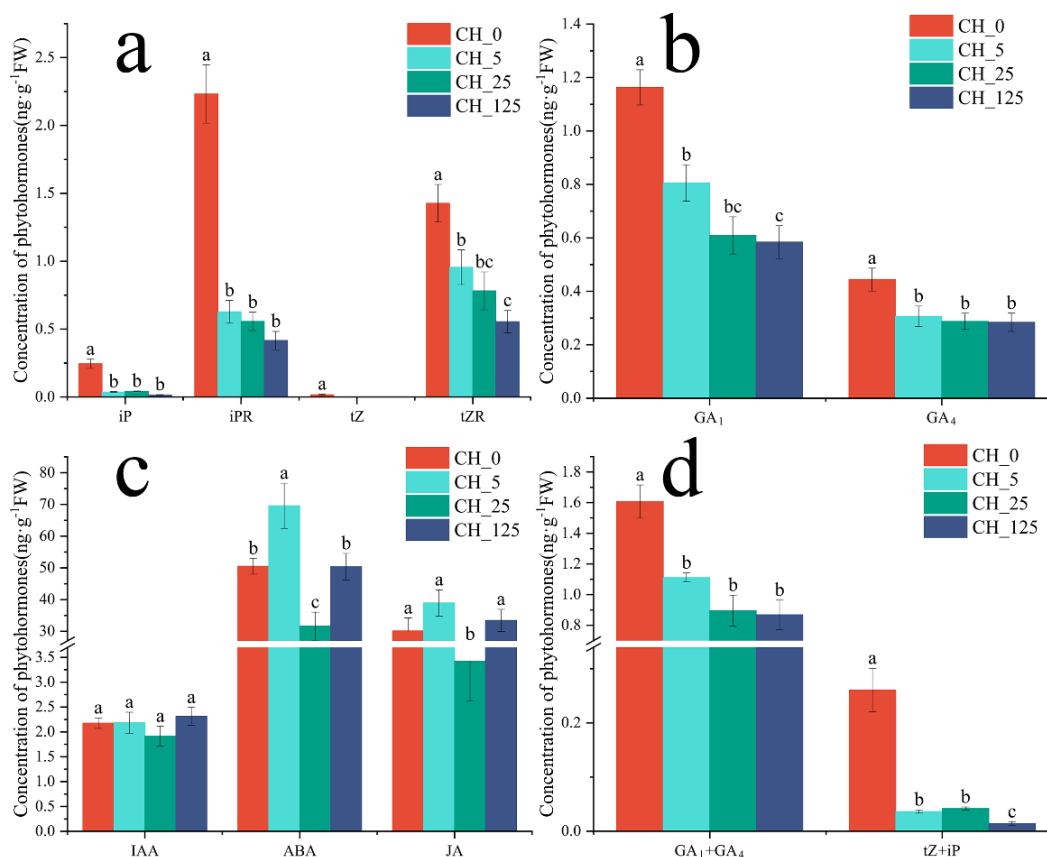 a
Concentration of phytohormones(ng·g⁻¹FW)
2.5
2.0
1.5
1.0
0.5
0.0
CH_0
CH_5
CH_25
CH_125
a
b
b
b
a
b
b
b
a
a
b
bc
c
iP
iPR
tZ
tZR
b
Concentration of phytohormones(ng·g⁻¹FW)
1.4
1.2
1.0
0.8
0.6
0.4
0.2
0.0
CH_0
CH_5
CH_25
CH_125
a
b
bc
c
a
b
b
b
GA₁
GA₄
c
Concentration of phytohormones(ng·g⁻¹FW)
85
80
70
60
50
40
30
3.5
3.0
2.5
2.0
1.5
1.0
0.5
0.0
CH_0
CH_5
CH_25
CH_125
a
a
a
a
b
a
c
b
a
a
b
a
IAA
ABA
JA
d
Concentration of phytohormones(ng·g⁻¹FW)
1.8
1.6
1.4
1.2
1.0
0.8
0.2
0.0
CH_0
CH_5
CH_25
CH_125
a
b
b
b
a
b
b
c
GA₁+GA₄
tZ+iP